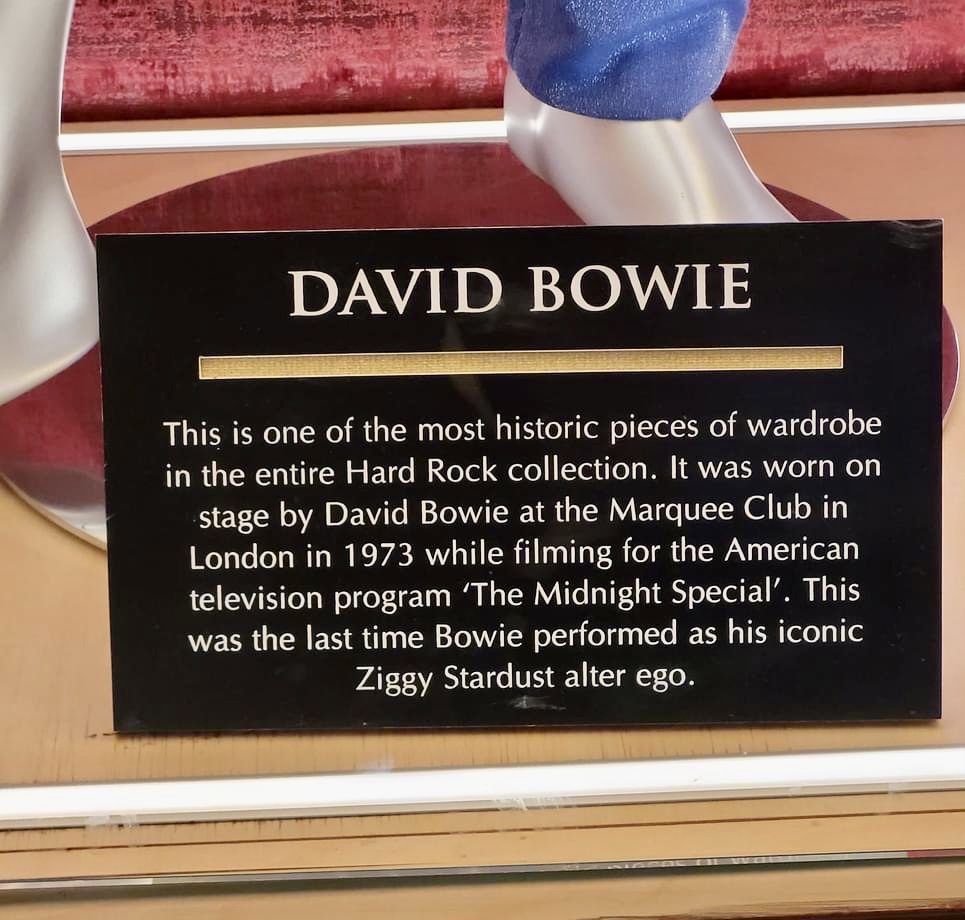 DAVID BOWIE
This is one of the most historic pieces of wardrobe
in the entire Hard Rock collection. It was worn on
stage by David Bowie at the Marquee Club in
London in 1973 while filming for the American
television program ‘The Midnight Special’. This
was the last time Bowie performed as his iconic
Ziggy Stardust alter ego.